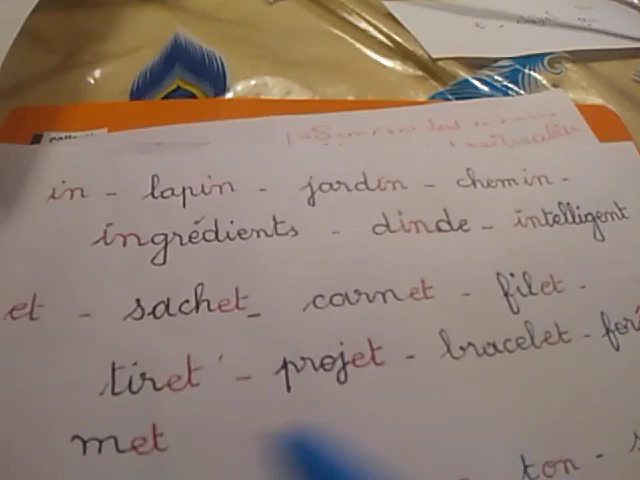 in - lapin - jardin - chemin -
ingrédients - dinde - intelligent
et - sachet - carnet - filet -
tiret - projet - bracelet -
met
ton -